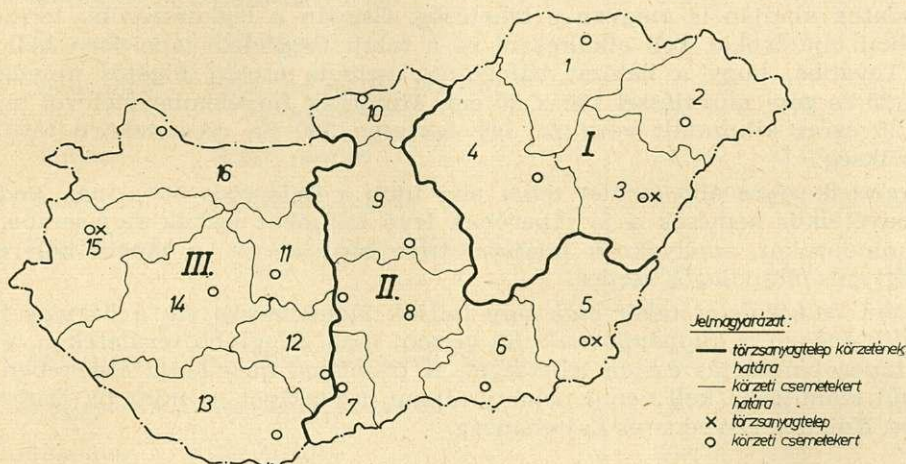 1
2
10
4
I
16
9
3
15
III.
11
II.
5
14
8
12
6
13
7
Jelmagyarázat:
törzsanyagtelep körzetének
határa
körzeti csemetekert
határa
× törzsanyagtelep
○ körzeti csemetekert